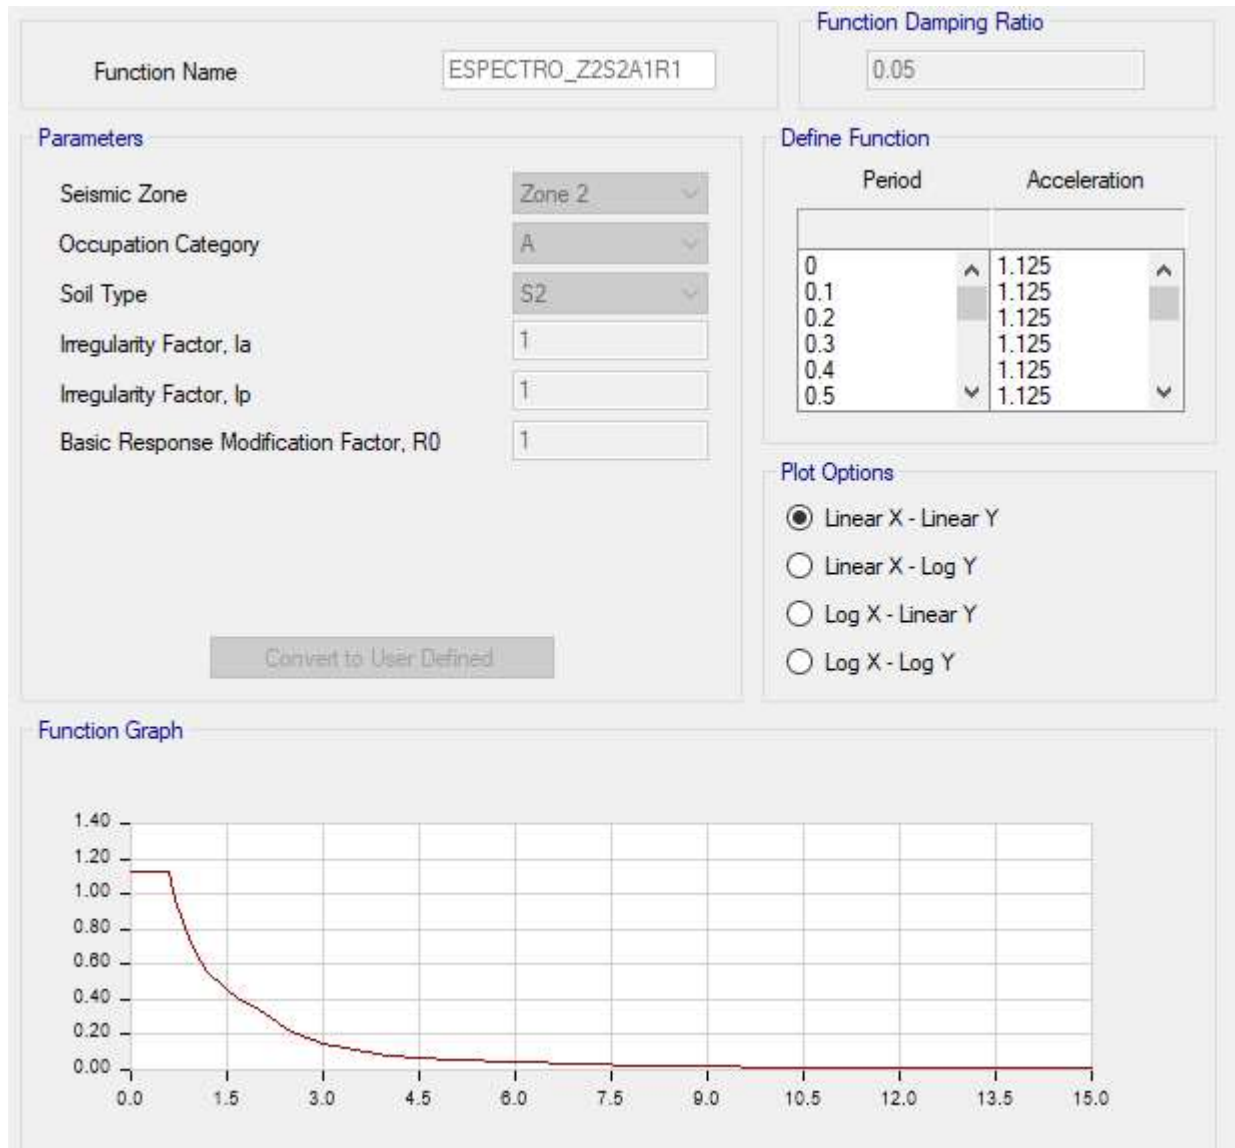 Function Damping Ratio
Function Name ESPECTRO_Z2S2A1R1 0.05
Parameters
Seismic Zone Zone 2
Occupation Category A
Soil Type S2
Irregularity Factor, Ia 1
Irregularity Factor, Ip 1
Basic Response Modification Factor, R0 1
Convert to User Defined
Define Function
Period Acceleration
0 1.125
0.1 1.125
0.2 1.125
0.3 1.125
0.4 1.125
0.5 1.125
Plot Options
Linear X - Linear Y
Linear X - Log Y
Log X - Linear Y
Log X - Log Y
Function Graph
1.40
1.20
1.00
0.80
0.60
0.40
0.20
0.00
0.0 1.5 3.0 4.5 6.0 7.5 9.0 10.5 12.0 13.5 15.0